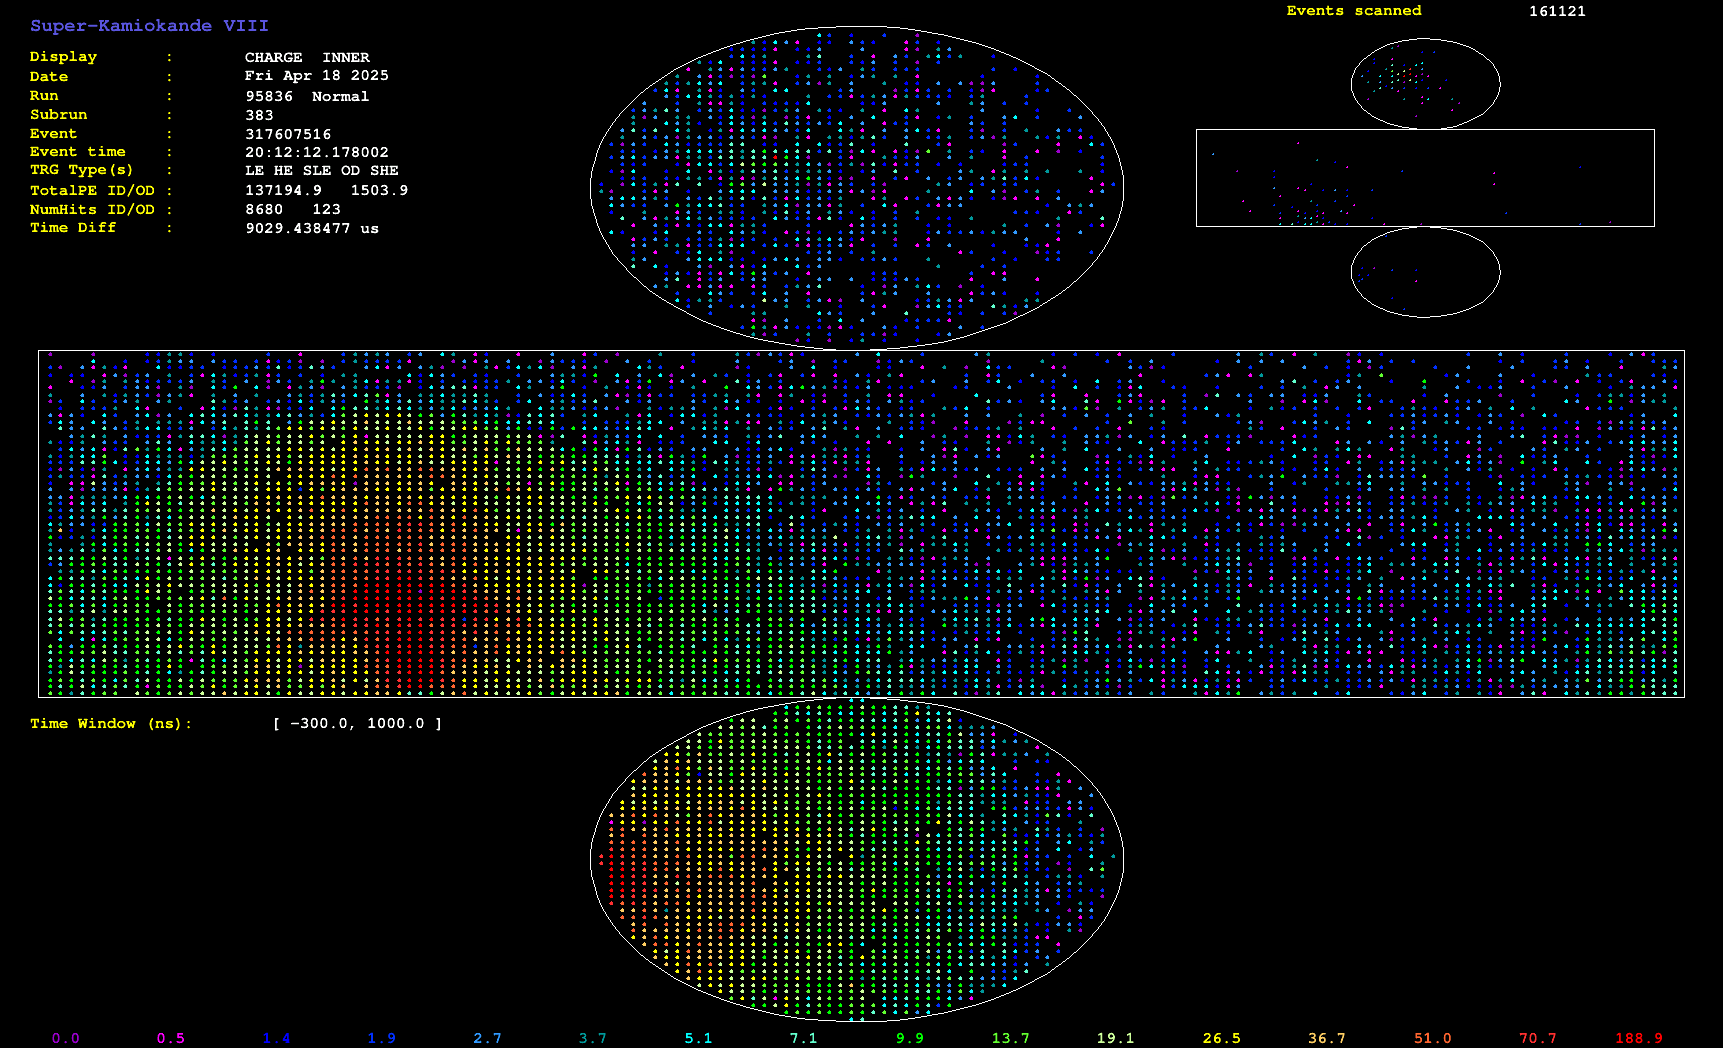 Super-Kamiokande VIII
Display : CHARGE INNER
Date : Fri Apr 18 2025
Run : 95836 Normal
Subrun : 383
Event : 317607516
Event time : 20:12:12.178002
TRG Type(s) : LE HE SLE OD SHE
TotalPE ID/OD : 137194.9 1503.9
NumHits ID/OD : 8680 123
Time Diff : 9029.438477 us
Events scanned 161121
Time Window (ns): [ -300.0, 1000.0 ]
0.0 0.5 1.4 1.9 2.7 3.7 5.1 7.1 9.9 13.7 19.1 26.5 36.7 51.0 70.7 188.9